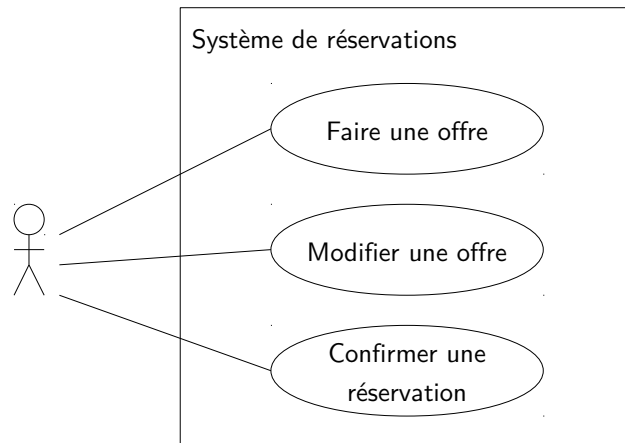 Système de réservations
Faire une offre
Modifier une offre
Confirmer une
réservation